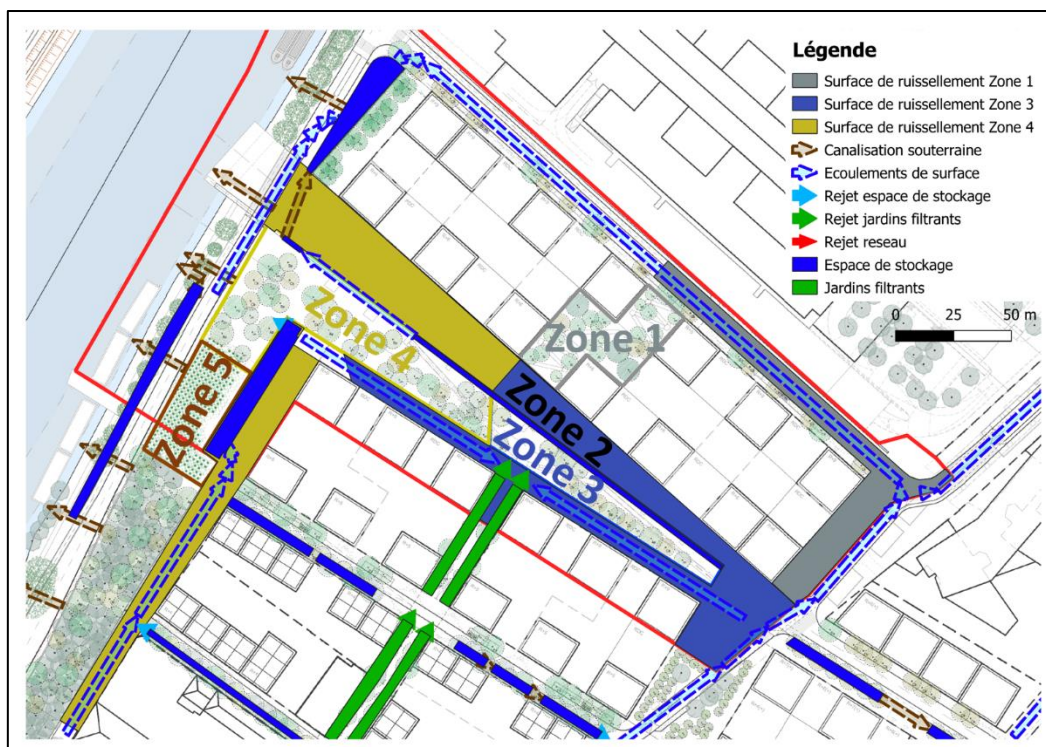 Légende
Surface de ruissellement Zone 1
Surface de ruissellement Zone 3
Surface de ruissellement Zone 4
Canalisation souterraine
Ecoulements de surface
Rejet espace de stockage
Rejet jardins filtrants
Rejet reseau
Espace de stockage
Jardins filtrants
0 25 50 m
Zone 1
Zone 4
Zone 2
Zone 5
Zone 3